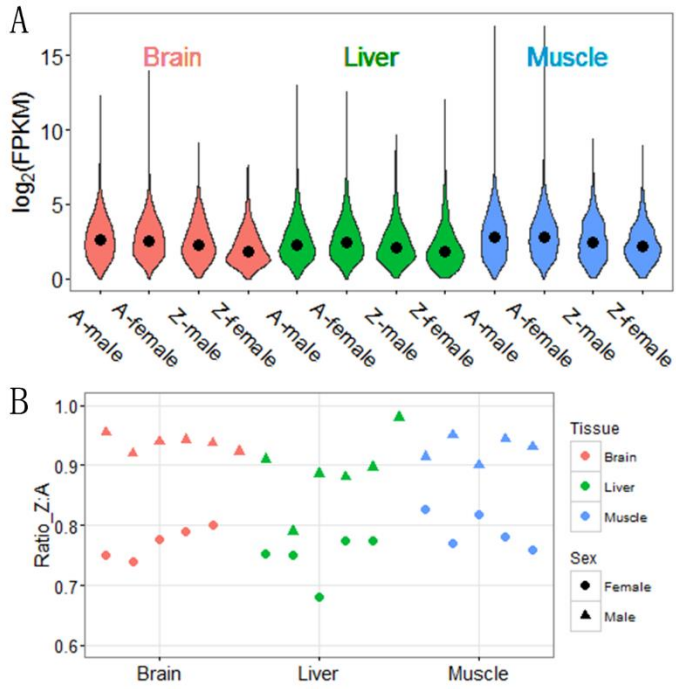 A
Brain Liver Muscle
log2(FPKM)
15
10
5
0
A-male A-female Z-male Z-female A-male A-female Z-male Z-female A-male A-female Z-male Z-female
B
Ratio_Z:A
1.0
0.9
0.8
0.7
0.6
Brain Liver Muscle
Tissue
Brain
Liver
Muscle
Sex
Female
Male